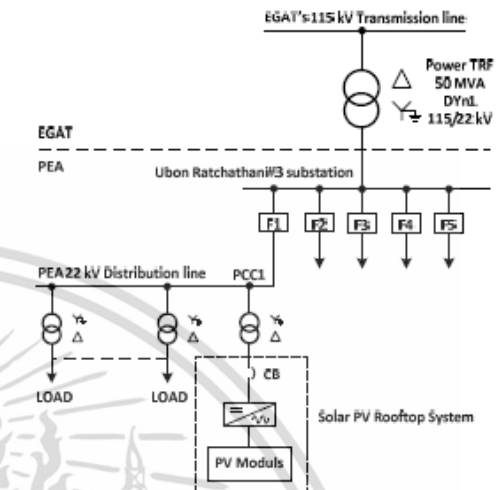 EGAT's 115 kV Transmission line
Power TRF
50 MVA
DYn1
115/22 kV
EGAT
PEA
Ubon Ratchathani#3 substation
F1 F2 F3 F4 F5
PEA 22 kV Distribution line
PCC1
CB
LOAD LOAD
Solar PV Rooftop System
PV Moduls